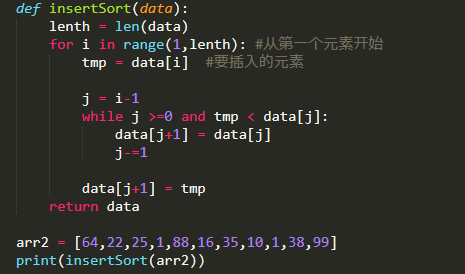 def insertSort(data):
    lenth = len(data)
    for i in range(1,lenth): #从第一个元素开始
        tmp = data[i]  #要插入的元素

        j = i-1
        while j >=0 and tmp < data[j]:
            data[j+1] = data[j]
            j-=1

        data[j+1] = tmp
    return data

arr2 = [64,22,25,1,88,16,35,10,1,38,99]
print(insertSort(arr2))